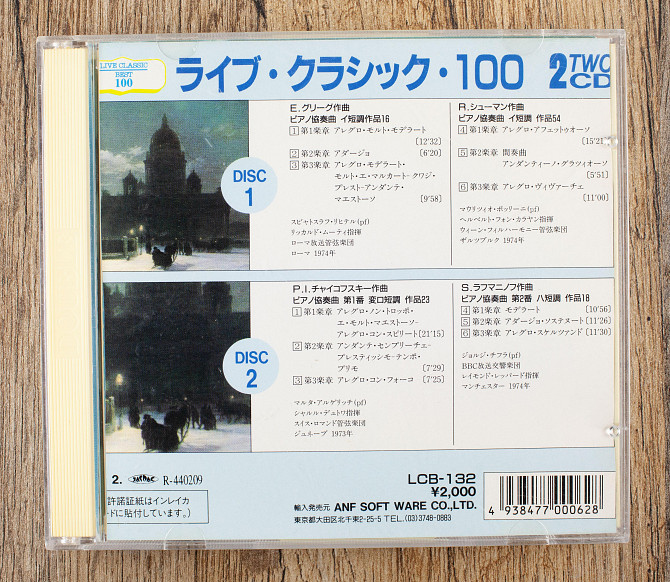 LIVE CLASSIC
BEST
100
ライブ・クラシック・100
2 TWO
CD
DISC
1
E.グリーグ作曲
ピアノ協奏曲 イ短調作品16
1 第1楽章 アレグロ・モルト・モデラート
〔12'32〕
2 第2楽章 アダージョ 〔6'20〕
3 第3楽章 アレグロ・モデラート・
モルト・エ・マルカート-クワジ・
プレスト-アンダンテ・
マエストーソ 〔9'58〕
スビャトスラフ・リヒテル(pf)
リッカルド・ムーティ指揮
ローマ放送管弦楽団
ローマ 1974年
R.シューマン作曲
ピアノ協奏曲 イ短調 作品54
4 第1楽章 アレグロ・アフェットゥオーソ
〔15'21〕
5 第2楽章 間奏曲
アンダンティーノ・グラツィオーソ
〔5'51〕
6 第3楽章 アレグロ・ヴィヴァーチェ
〔11'00〕
マウリツィオ・ポッリーニ(pf)
ヘルベルト・フォン・カラヤン指揮
ウィーン・フィルハーモニー管弦楽団
ザルツブルク 1974年
DISC
2
P.I.チャイコフスキー作曲
ピアノ協奏曲 第1番 変ロ短調 作品23
1 第1楽章 アレグロ・ノン・トロッポ・
エ・モルト・マエストーソ-
アレグロ・コン・スピリート〔21'15〕
2 第2楽章 アンダンテ・センプリーチェ-
プレスティッシモ-テンポ・
プリモ 〔7'29〕
3 第3楽章 アレグロ・コン・フォーコ 〔7'25〕
マルタ・アルゲリッチ(pf)
シャルル・デュトワ指揮
スイス・ロマンド管弦楽団
ジュネーブ 1973年
S.ラフマニノフ作曲
ピアノ協奏曲 第2番 ハ短調 作品18
4 第1楽章 モデラート 〔10'56〕
5 第2楽章 アダージョ・ソステヌート〔11'26〕
6 第3楽章 アレグロ・スケルツァンド〔11'30〕
ジョルジ・チフラ(pf)
BBC放送交響楽団
レイモンド・レッパード指揮
マンチェスター 1974年
2. R-440209
許諾証紙はインレイカ
ードに貼付しています。)
LCB-132
¥2,000
輸入発売元 ANF SOFT WARE CO.,LTD.
東京都大田区北千束2-25-5 TEL.(03)3748-0883
4 938477 000628